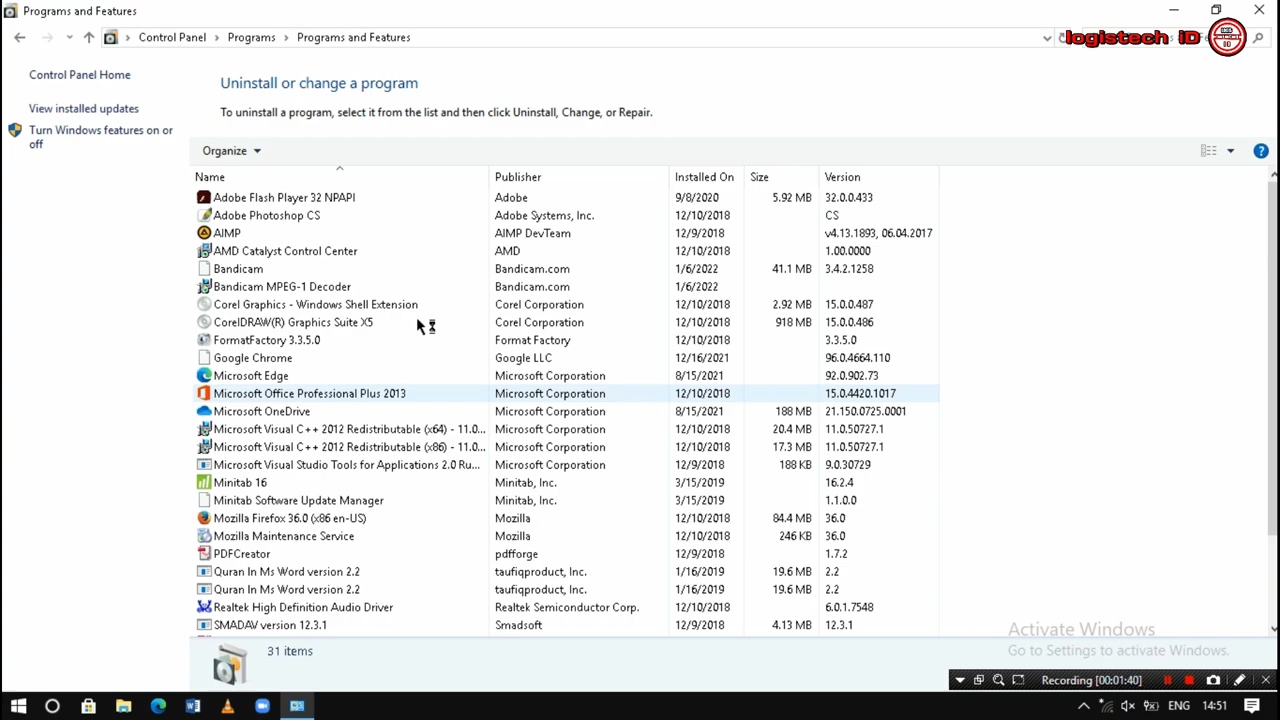 Programs and Features
Control Panel > Programs > Programs and Features
logistech iD
Control Panel Home
View installed updates
Turn Windows features on or
off
Uninstall or change a program
To uninstall a program, select it from the list and then click Uninstall, Change, or Repair.
Organize
Name Publisher Installed On Size Version
Adobe Flash Player 32 NPAPI Adobe 9/8/2020 5.92 MB 32.0.0.433
Adobe Photoshop CS Adobe Systems, Inc. 12/10/2018 CS
AIMP AIMP DevTeam 12/9/2018 v4.13.1893, 06.04.2017
AMD Catalyst Control Center AMD 12/10/2018 1.00.0000
Bandicam Bandicam.com 1/6/2022 41.1 MB 3.4.2.1258
Bandicam MPEG-1 Decoder Bandicam.com 1/6/2022
Corel Graphics - Windows Shell Extension Corel Corporation 12/10/2018 2.92 MB 15.0.0.487
CorelDRAW(R) Graphics Suite X5 Corel Corporation 12/10/2018 918 MB 15.0.0.486
FormatFactory 3.3.5.0 Format Factory 12/10/2018 3.3.5.0
Google Chrome Google LLC 12/16/2021 96.0.4664.110
Microsoft Edge Microsoft Corporation 8/15/2021 92.0.902.73
Microsoft Office Professional Plus 2013 Microsoft Corporation 12/10/2018 15.0.4420.1017
Microsoft OneDrive Microsoft Corporation 8/15/2021 188 MB 21.150.0725.0001
Microsoft Visual C++ 2012 Redistributable (x64) - 11.0... Microsoft Corporation 12/10/2018 20.4 MB 11.0.50727.1
Microsoft Visual C++ 2012 Redistributable (x86) - 11.0... Microsoft Corporation 12/10/2018 17.3 MB 11.0.50727.1
Microsoft Visual Studio Tools for Applications 2.0 Ru... Microsoft Corporation 12/9/2018 188 KB 9.0.30729
Minitab 16 Minitab, Inc. 3/15/2019 16.2.4
Minitab Software Update Manager Minitab, Inc. 3/15/2019 1.1.0.0
Mozilla Firefox 36.0 (x86 en-US) Mozilla 12/10/2018 84.4 MB 36.0
Mozilla Maintenance Service Mozilla 12/10/2018 246 KB 36.0
PDFCreator pdfforge 12/9/2018 1.7.2
Quran In Ms Word version 2.2 taufiqproduct, Inc. 1/16/2019 19.6 MB 2.2
Quran In Ms Word version 2.2 taufiqproduct, Inc. 1/16/2019 19.6 MB 2.2
Realtek High Definition Audio Driver Realtek Semiconductor Corp. 12/10/2018 6.0.1.7548
SMADAV version 12.3.1 Smadsoft 12/9/2018 4.13 MB 12.3.1
Activate Windows
Go to Settings to activate Windows.
31 items
Recording [00:01:40]
ENG 14:51